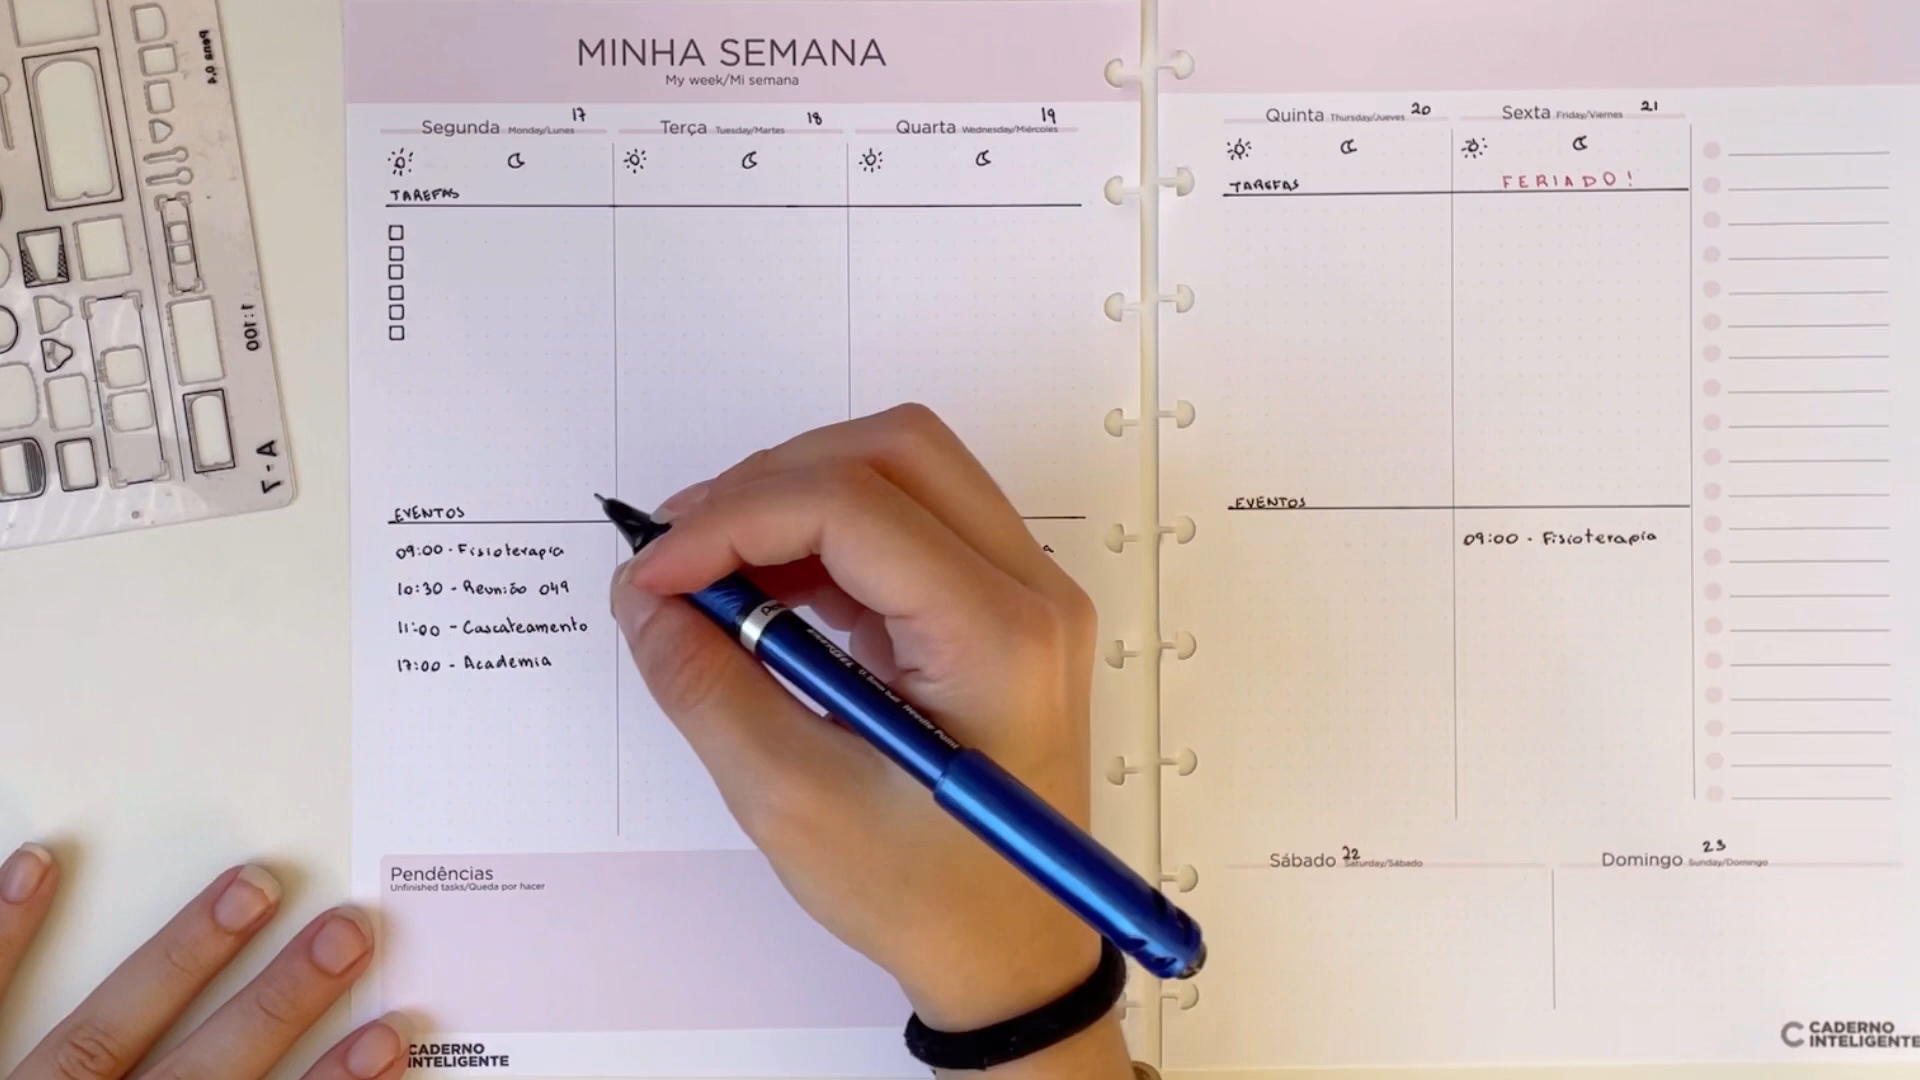 MINHA SEMANA
My week/Mi semana
Segunda Monday/Lunes 17
Terça Tuesday/Martes 18
Quarta Wednesday/Miércoles 19
TAREFAS
EVENTOS
09:00 - Fisioterapia
10:30 - Reunião 049
11:00 - Cascateamento
17:00 - Academia
a
Pendências
Unfinished tasks/Queda por hacer
CADERNO
INTELIGENTE
Quinta Thursday/Jueves 20
Sexta Friday/Viernes 21
TAREFAS
FERIADO!
EVENTOS
09:00 - Fisioterapia
Sábado 22 Saturday/Sábado
Domingo 23 Sunday/Domingo
CADERNO
INTELIGENTE
1:100
7-A
Needle Point